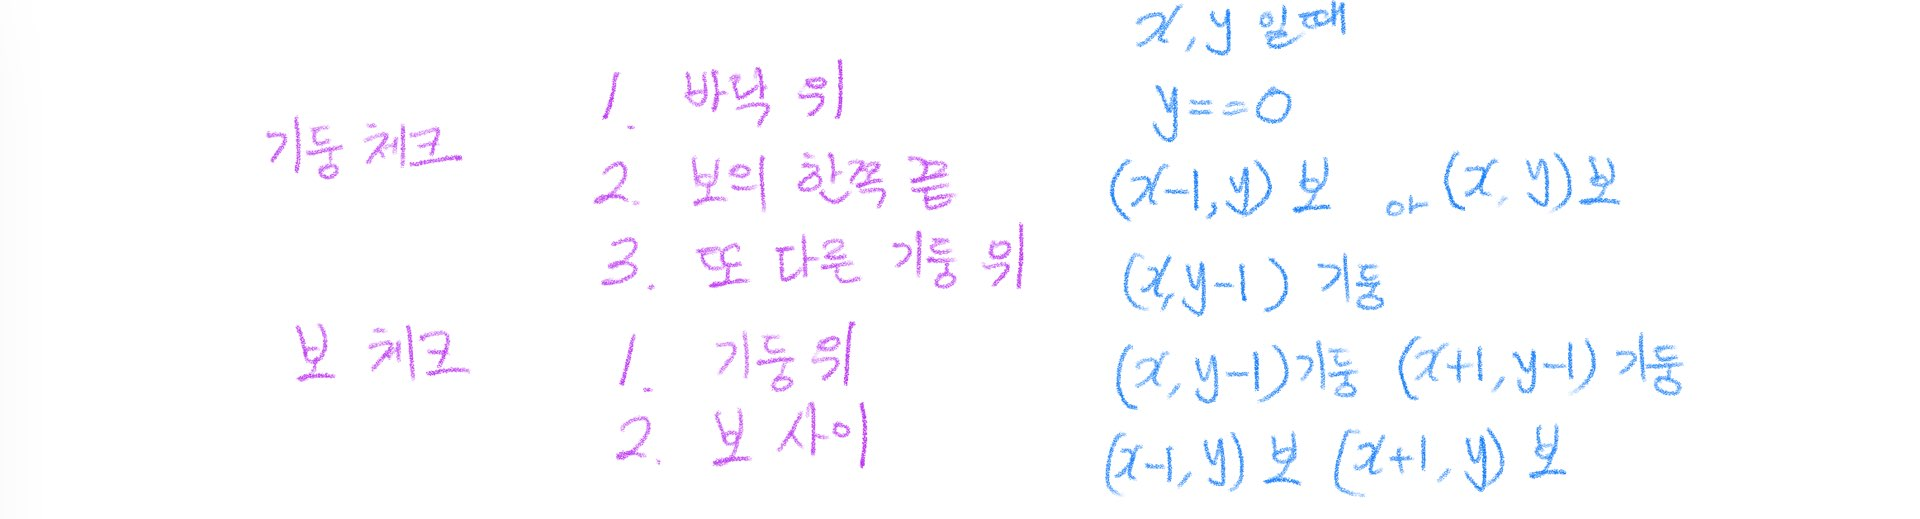 x, y 일때
기둥 체크 1. 바닥 위 y==0
2. 보의 한쪽 끝 (x-1, y) 보 or (x, y) 보
3. 또 다른 기둥 위 (x, y-1) 기둥
보 체크 1. 기둥 위 (x, y-1) 기둥 (x+1, y-1) 기둥
2. 보 사이 (x-1, y) 보 (x+1, y) 보